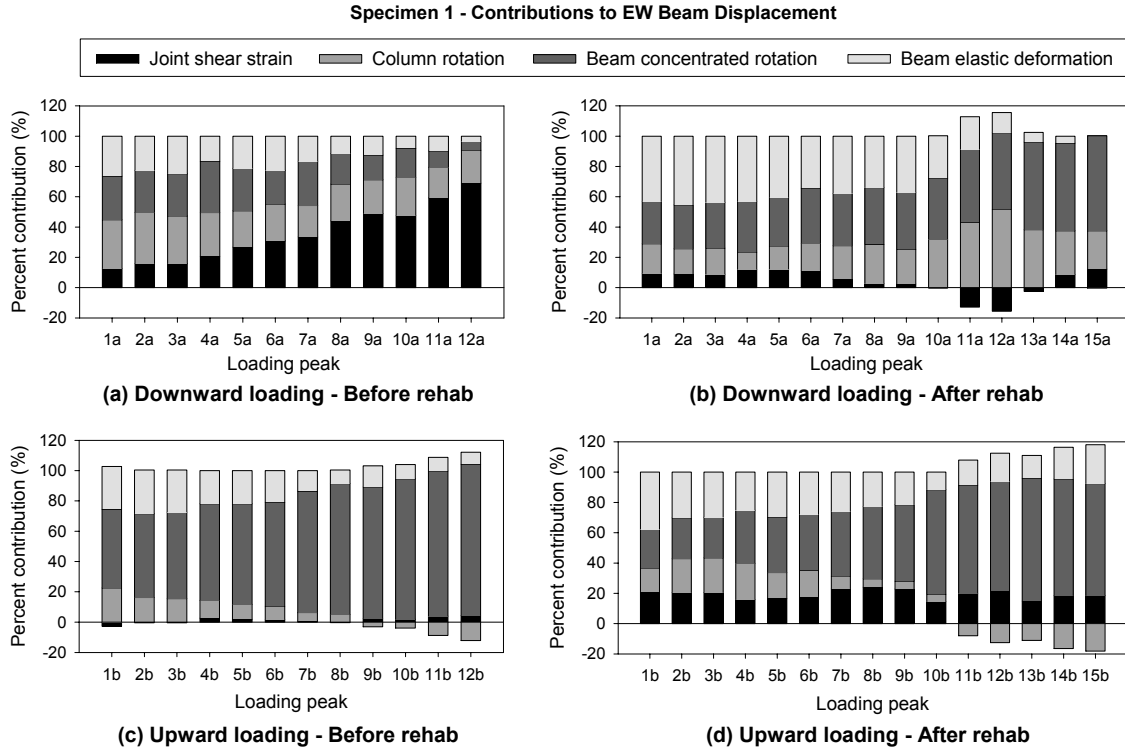 Specimen 1 - Contributions to EW Beam Displacement
Joint shear strain Column rotation Beam concentrated rotation Beam elastic deformation
Percent contribution (%)
120
100
80
60
40
20
0
-20
1a 2a 3a 4a 5a 6a 7a 8a 9a 10a 11a 12a
Loading peak
(a) Downward loading - Before rehab
Percent contribution (%)
120
100
80
60
40
20
0
-20
1a 2a 3a 4a 5a 6a 7a 8a 9a 10a 11a 12a 13a 14a 15a
Loading peak
(b) Downward loading - After rehab
Percent contribution (%)
120
100
80
60
40
20
0
-20
1b 2b 3b 4b 5b 6b 7b 8b 9b 10b 11b 12b
Loading peak
(c) Upward loading - Before rehab
Percent contribution (%)
120
100
80
60
40
20
0
-20
1b 2b 3b 4b 5b 6b 7b 8b 9b 10b 11b 12b 13b 14b 15b
Loading peak
(d) Upward loading - After rehab